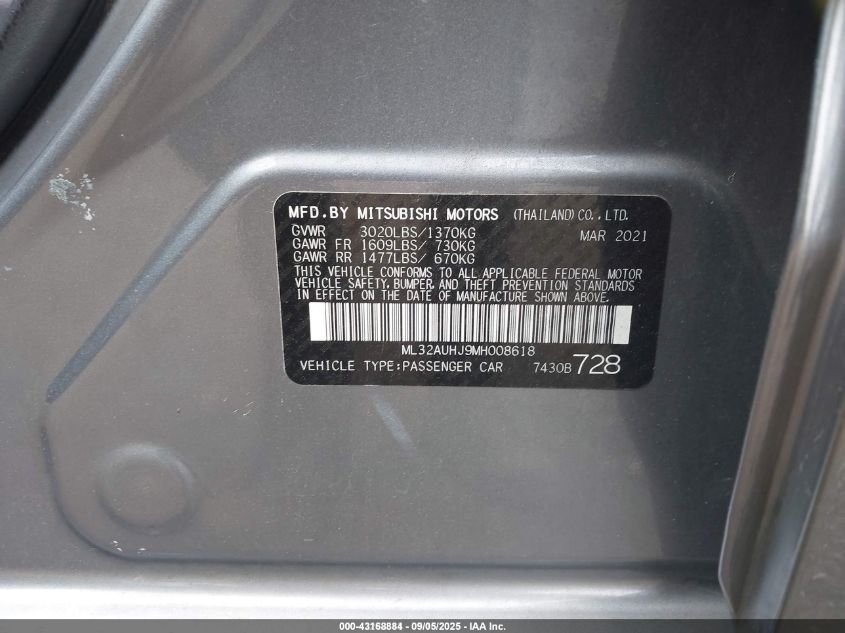 MFD.BY MITSUBISHI MOTORS (THAILAND)CO.,LTD.
GVWR 3020LBS/1370KG MAR 2021
GAWR FR 1609LBS/ 730KG
GAWR RR 1477LBS/ 670KG
THIS VEHICLE CONFORMS TO ALL APPLICABLE FEDERAL MOTOR
VEHICLE SAFETY, BUMPER, AND THEFT PREVENTION STANDARDS
IN EFFECT ON THE DATE OF MANUFACTURE SHOWN ABOVE.
ML32AUHJ9MH008618
VEHICLE TYPE:PASSENGER CAR 7430B 728
000-43168884 - 09/05/2025 - IAA Inc.